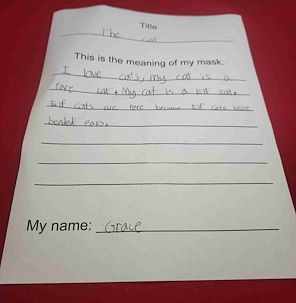 Title
The cat
This is the meaning of my mask.
I love cats, my cat is a
rare cat. My cat is a Elf cat.
Elf cats are rare because Elf cats have
bended ears.
My name: Grace